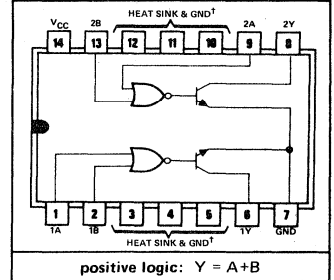 HEAT SINK & GND†
VCC 2B 2A 2Y
14 13 12 11 10 9 8
1 2 3 4 5 6 7
1A 1B 1Y GND
HEAT SINK & GND†
positive logic: Y = A+B